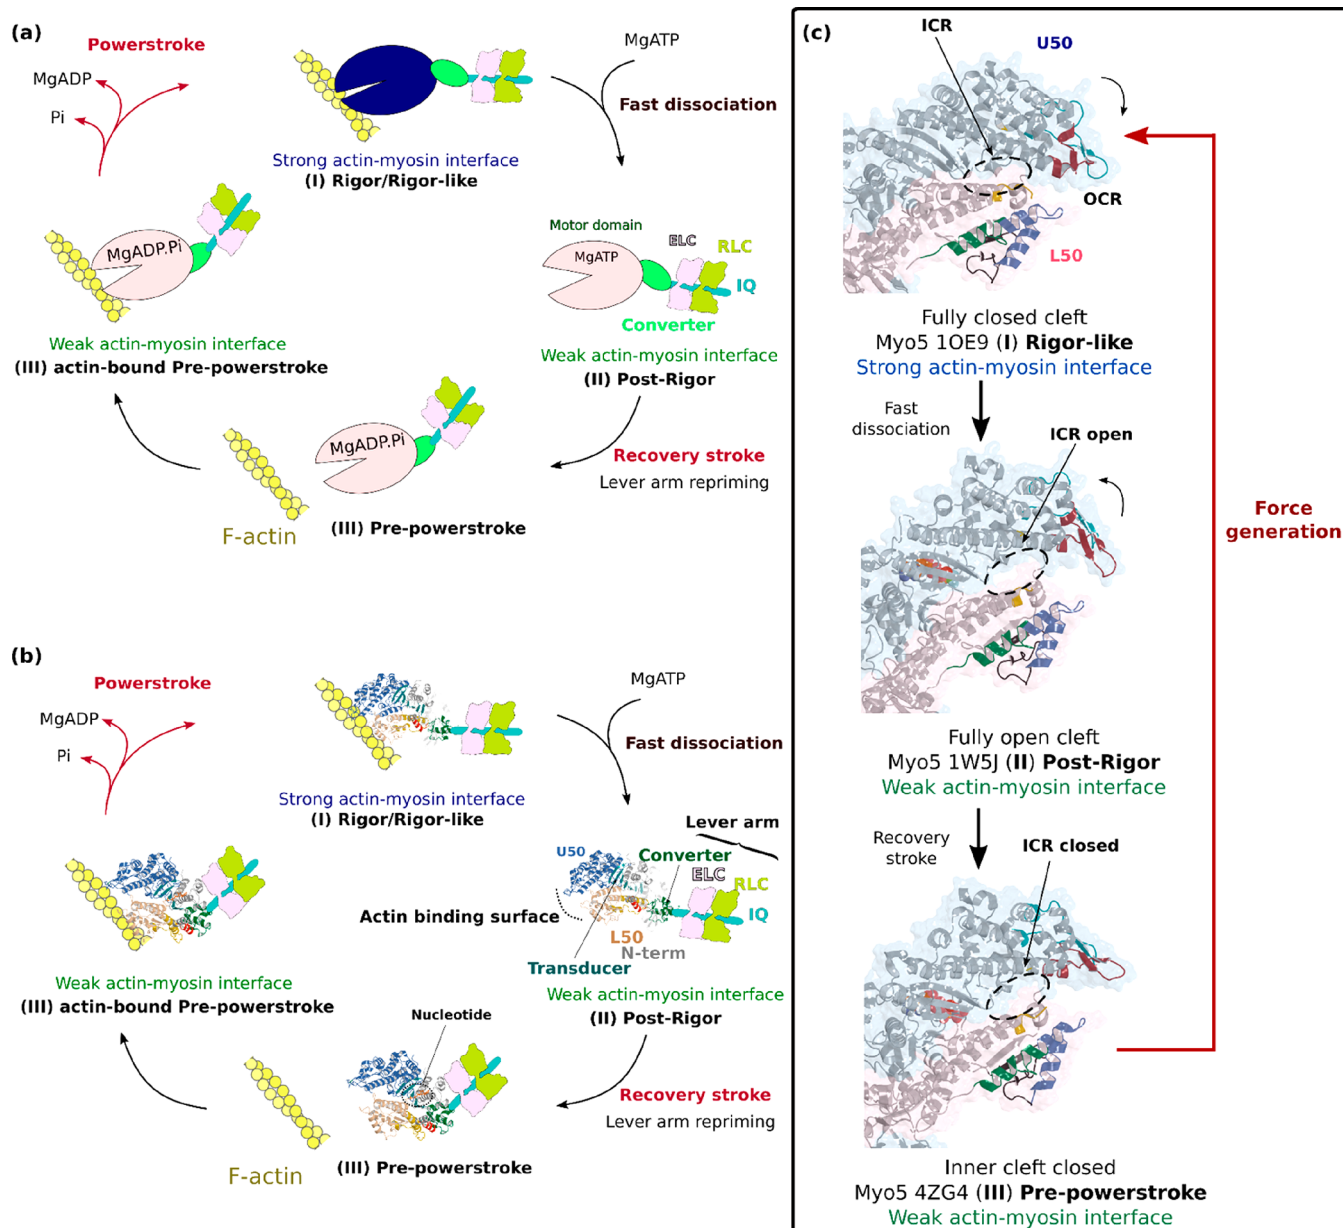 (a)
Powerstroke
MgADP
Pi
MgATP
Fast dissociation
Strong actin-myosin interface
(I) Rigor/Rigor-like
MgADP.Pi
Weak actin-myosin interface
(III) actin-bound Pre-powerstroke
Motor domain
MgATP
ELC
RLC
IQ
Converter
Weak actin-myosin interface
(II) Post-Rigor
Recovery stroke
Lever arm repriming
MgADP.Pi
(III) Pre-powerstroke
F-actin
(b)
Powerstroke
MgADP
Pi
MgATP
Fast dissociation
Strong actin-myosin interface
(I) Rigor/Rigor-like
Lever arm
Converter
U50
ELC
RLC
IQ
Actin binding surface
L50
N-term
Transducer
Weak actin-myosin interface
(II) Post-Rigor
Weak actin-myosin interface
(III) actin-bound Pre-powerstroke
Nucleotide
Recovery stroke
Lever arm repriming
(III) Pre-powerstroke
F-actin
(c)
ICR
U50
OCR
L50
Fully closed cleft
Myo5 1OE9 (I) Rigor-like
Strong actin-myosin interface
Fast
dissociation
ICR open
Force
generation
Fully open cleft
Myo5 1W5J (II) Post-Rigor
Weak actin-myosin interface
Recovery
stroke
ICR closed
Inner cleft closed
Myo5 4ZG4 (III) Pre-powerstroke
Weak actin-myosin interface